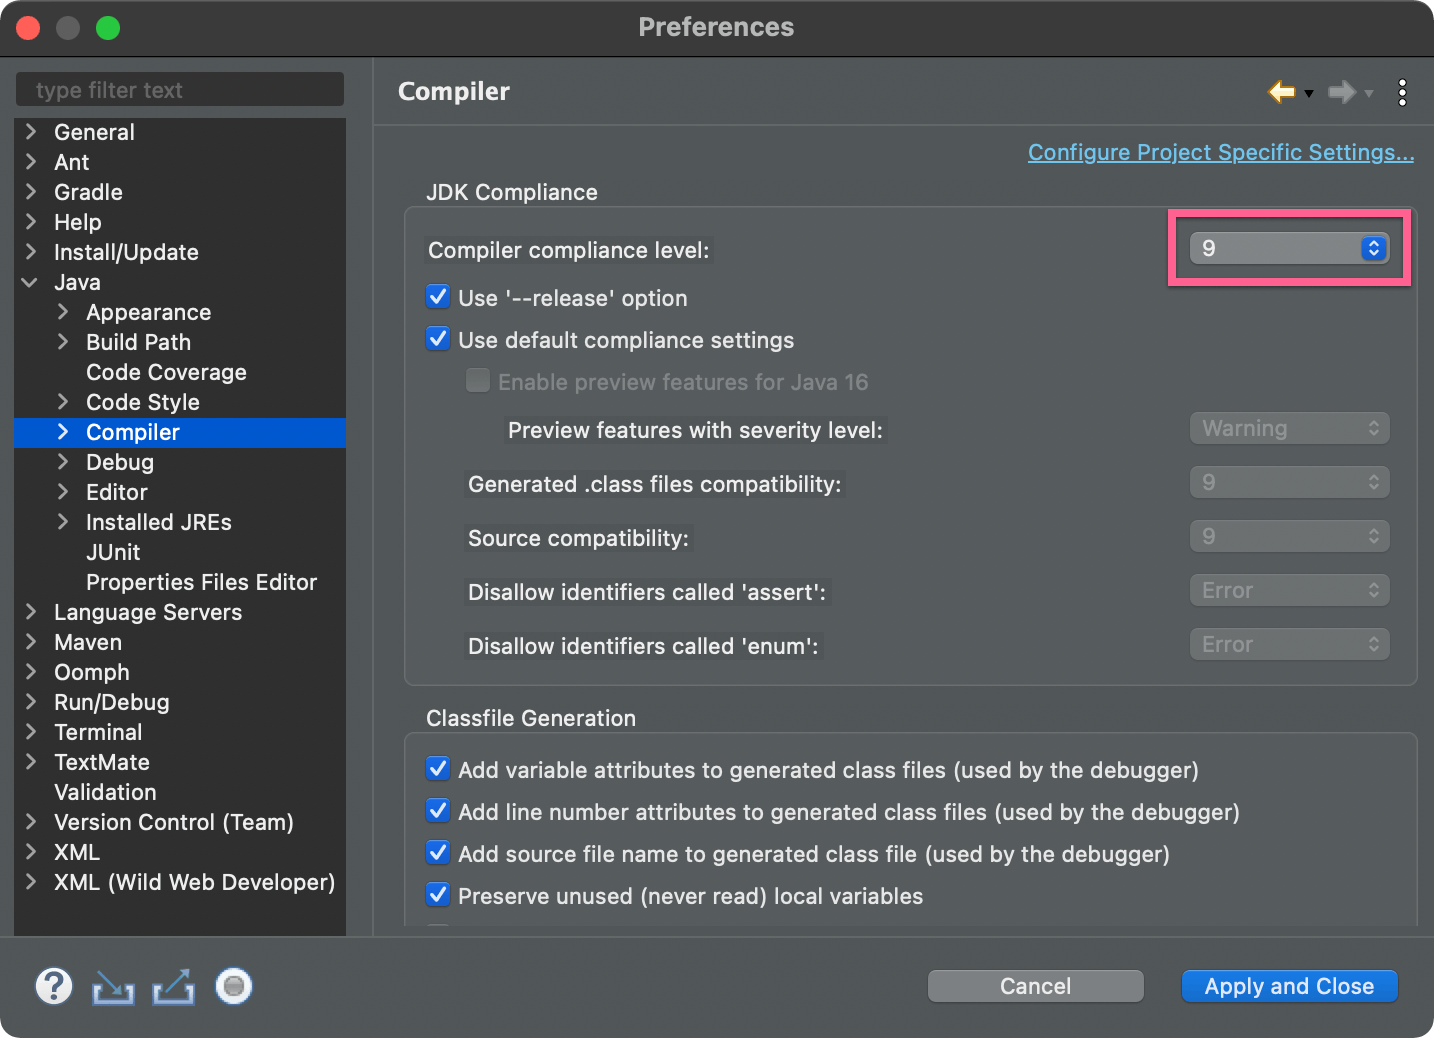 Preferences
type filter text
General
Ant
Gradle
Help
Install/Update
Java
Appearance
Build Path
Code Coverage
Code Style
Compiler
Debug
Editor
Installed JREs
JUnit
Properties Files Editor
Language Servers
Maven
Oomph
Run/Debug
Terminal
TextMate
Validation
Version Control (Team)
XML
XML (Wild Web Developer)
Compiler
Configure Project Specific Settings...
JDK Compliance
Compiler compliance level: 9
Use '--release' option
Use default compliance settings
Enable preview features for Java 16
Preview features with severity level: Warning
Generated .class files compatibility: 9
Source compatibility: 9
Disallow identifiers called 'assert': Error
Disallow identifiers called 'enum': Error
Classfile Generation
Add variable attributes to generated class files (used by the debugger)
Add line number attributes to generated class files (used by the debugger)
Add source file name to generated class file (used by the debugger)
Preserve unused (never read) local variables
?
Cancel
Apply and Close